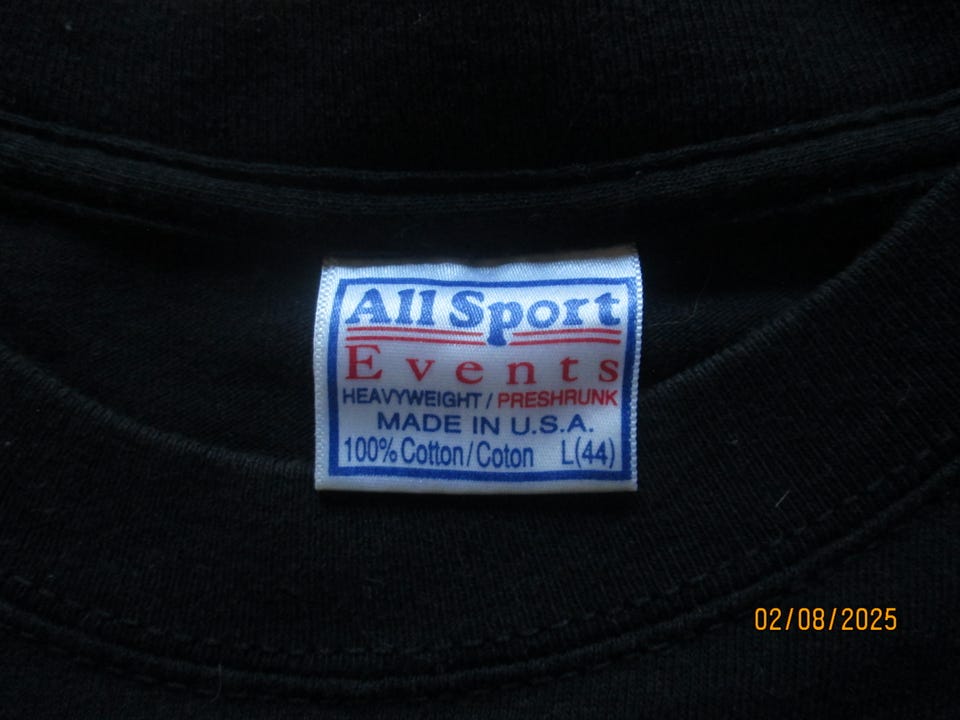 All Sport
Events
HEAVYWEIGHT / PRESHRUNK
MADE IN U.S.A.
100% Cotton/Coton L(44)
02/08/2025